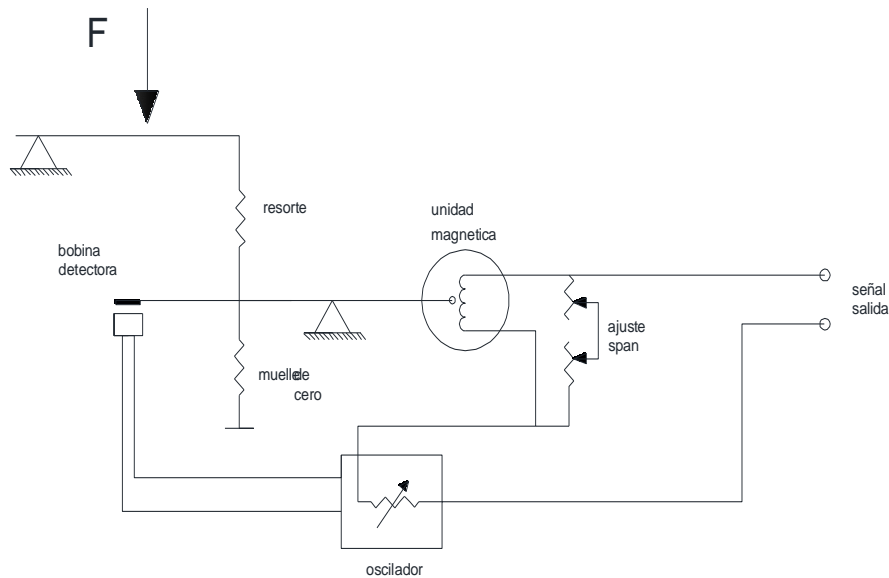 F
resorte
unidad
magnetica
bobina
detectora
señal
salida
ajuste
span
muelle de
cero
oscilador